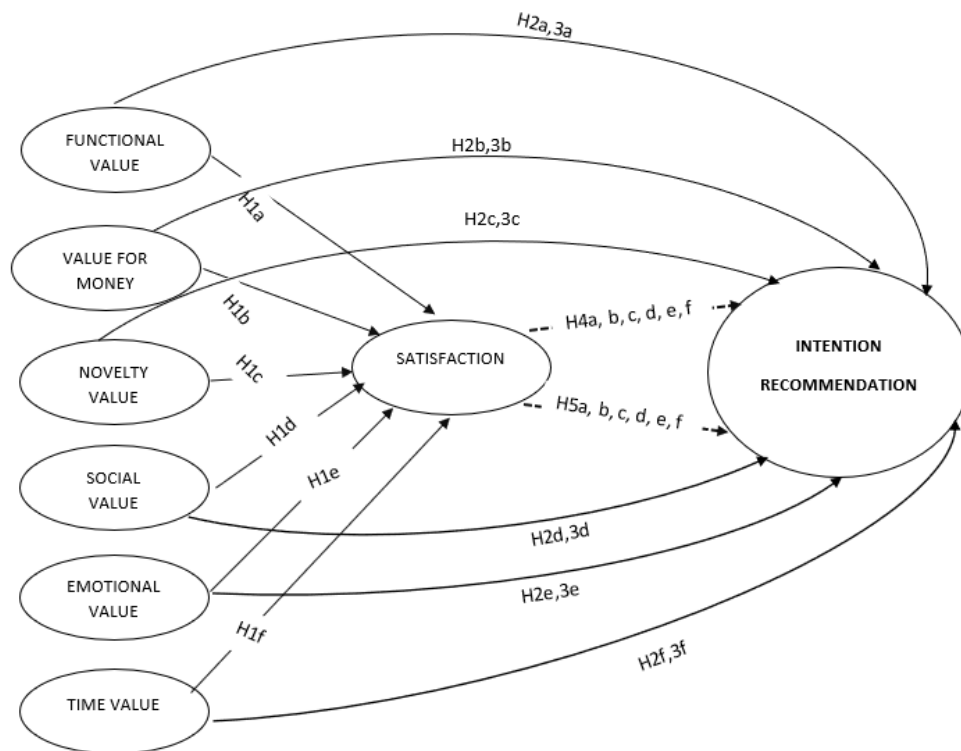 H2a,3a
FUNCTIONAL
VALUE
H2b,3b
H1a
H2c,3c
VALUE FOR
MONEY
H1b
H4a, b, c, d, e, f
SATISFACTION
INTENTION
RECOMMENDATION
NOVELTY
VALUE
H1c
H5a, b, c, d, e, f
H1d
SOCIAL
VALUE
H1e
H2d,3d
EMOTIONAL
VALUE
H2e,3e
H1f
H2f,3f
TIME VALUE